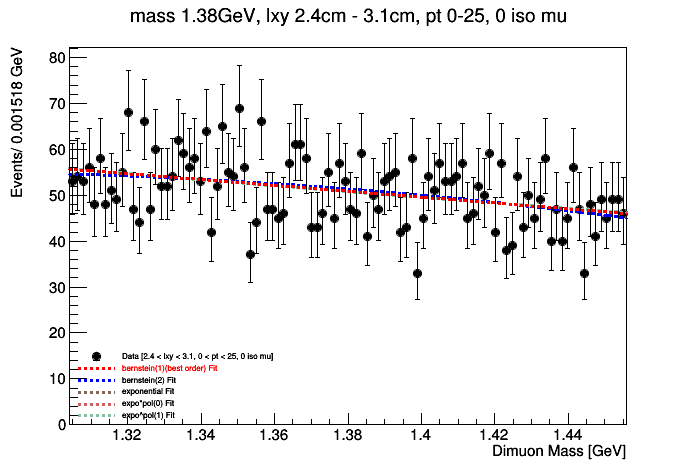 mass 1.38GeV, lxy 2.4cm - 3.1cm, pt 0-25, 0 iso mu
Events/ 0.001518 GeV
80
70
60
50
40
30
20
10
0
Data [2.4 < lxy < 3.1, 0 < pt < 25, 0 iso mu]
bernstein(1)(best order) Fit
bernstein(2) Fit
exponential Fit
expo*pol(0) Fit
expo*pol(1) Fit
1.32 1.34 1.36 1.38 1.4 1.42 1.44
Dimuon Mass [GeV]